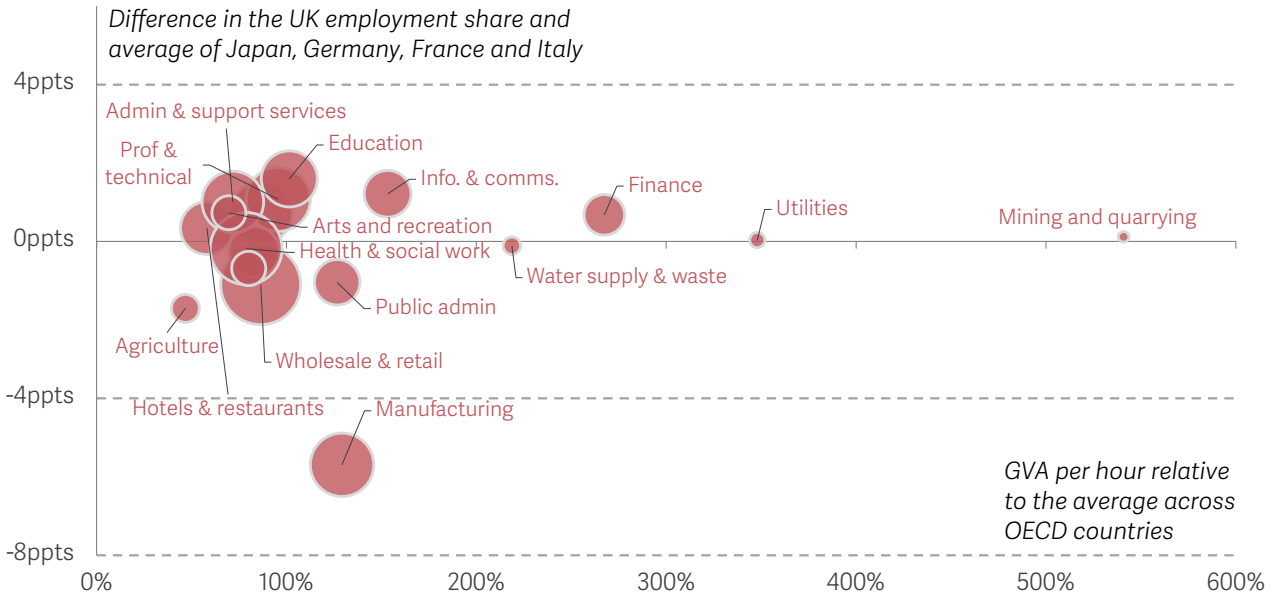 Difference in the UK employment share and
average of Japan, Germany, France and Italy
4ppts
Admin & support services
Prof &
technical
Education
Info. & comms.
Finance
Utilities
Mining and quarrying
Arts and recreation
0ppts
Health & social work
Water supply & waste
Public admin
Agriculture
Wholesale & retail
-4ppts
Hotels & restaurants
Manufacturing
GVA per hour relative
to the average across
OECD countries
-8ppts
0%
100%
200%
300%
400%
500%
600%